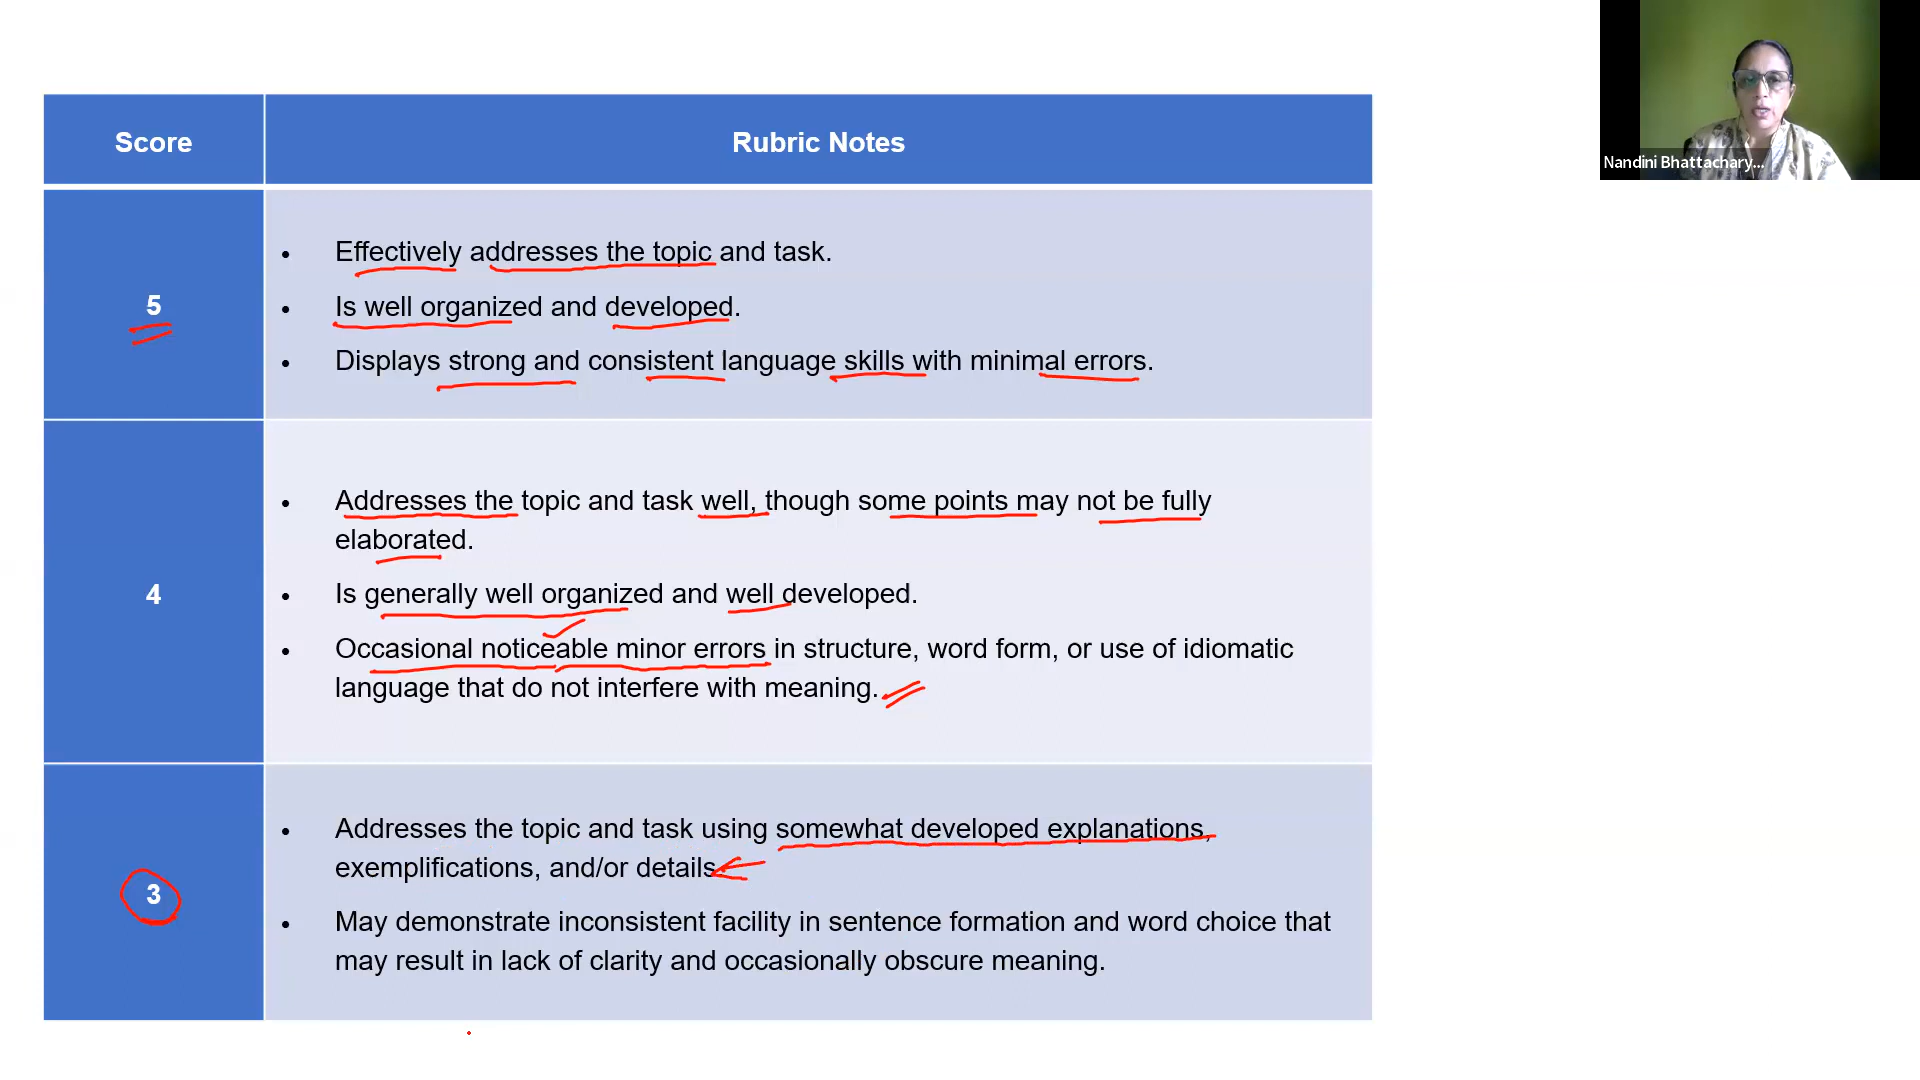 Score
Rubric Notes
5
• Effectively addresses the topic and task.
• Is well organized and developed.
• Displays strong and consistent language skills with minimal errors.
4
• Addresses the topic and task well, though some points may not be fully
elaborated.
• Is generally well organized and well developed.
• Occasional noticeable minor errors in structure, word form, or use of idiomatic
language that do not interfere with meaning.
3
• Addresses the topic and task using somewhat developed explanations,
exemplifications, and/or details
• May demonstrate inconsistent facility in sentence formation and word choice that
may result in lack of clarity and occasionally obscure meaning.
Nandini Bhattachary...